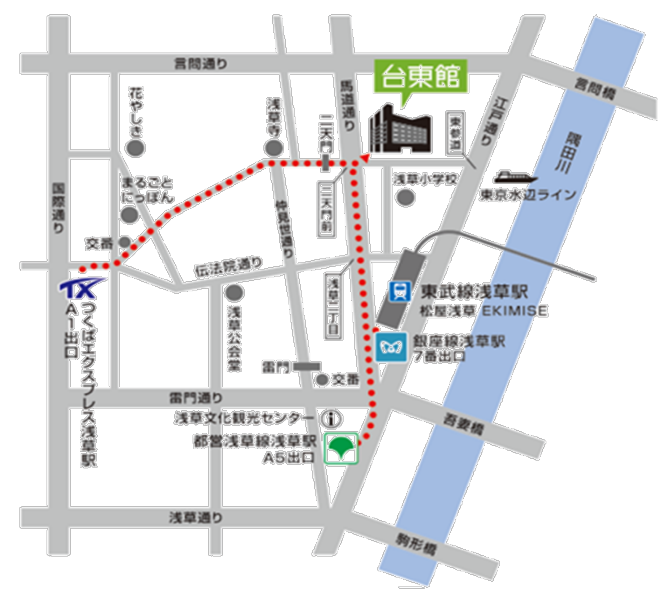 言問通り
台東館
馬道通り
花やしき
浅草寺
二天門
東参道
江戸通り
言問橋
隅田川
国際通り
まるごと
にっぽん
二天門前
浅草小学校
東京水辺ライン
仲見世通り
交番
伝法院通り
TX
A1出口
つくばエクスプレス浅草駅
浅草公会堂
浅草二丁目
東武線浅草駅
松屋浅草 EKIMISE
銀座線浅草駅
7番出口
雷門
交番
雷門通り
浅草文化観光センター
i
都営浅草線浅草駅
A5出口
吾妻橋
浅草通り
駒形橋